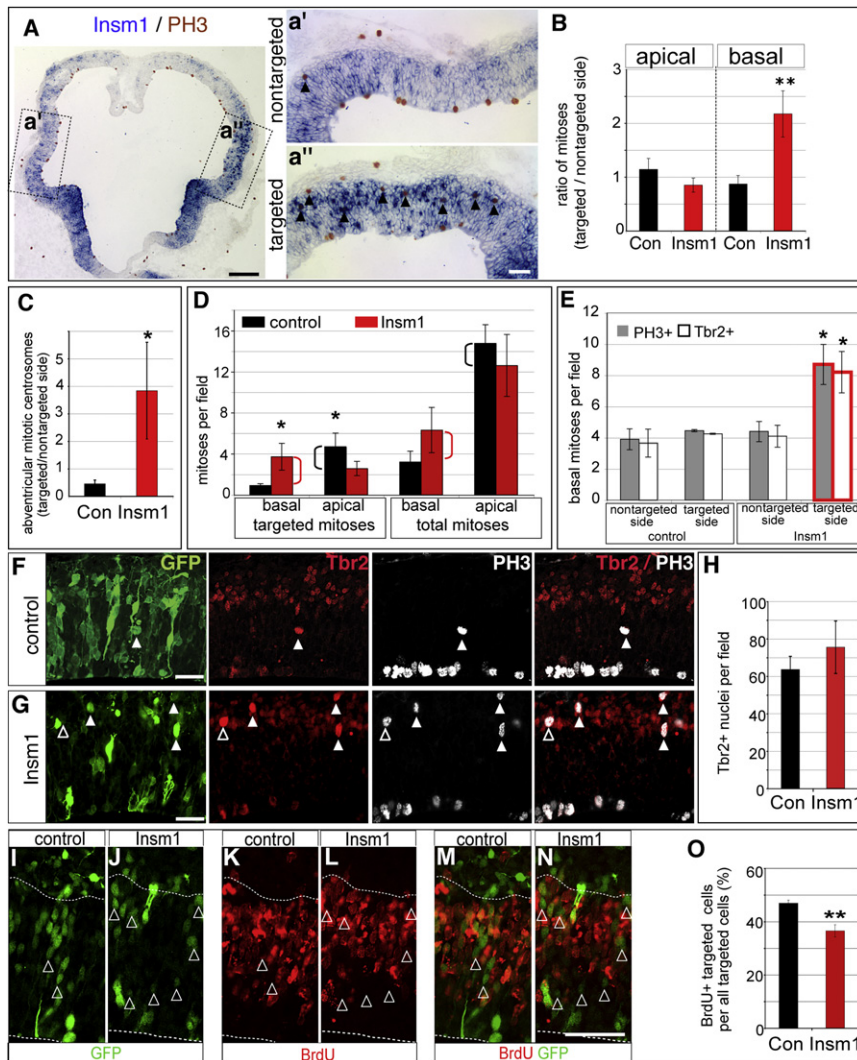 A
Insm1 / PH3
a'
a"
a'
nontargeted
a"
targeted
B
apical
basal
ratio of mitoses
(targeted / nontargeted side)
3
2
1
0
**
Con
Insm1
Con
Insm1
C
abventricular mitotic centrosomes
(targeted/nontargeted side)
5
4
3
2
1
0
*
Con Insm1
D
control
Insm1
mitoses per field
16
12
8
4
0
*
*
basal
apical
basal
apical
targeted mitoses
total mitoses
E
PH3+
Tbr2+
basal mitoses per field
12
10
8
6
4
2
0
*
*
nontargeted
side
targeted
side
nontargeted
side
targeted
side
control
Insm1
F
control
GFP
Tbr2
PH3
Tbr2 / PH3
G
Insm1
H
Tbr2+ nuclei per field
100
80
60
40
20
0
Con Insm1
control
Insm1
control
Insm1
control
Insm1
I
J
K
L
M
N
GFP
BrdU
BrdU GFP
O
BrdU+ targeted cells
per all targeted cells (%)
60
40
20
0
**
Con Insm1